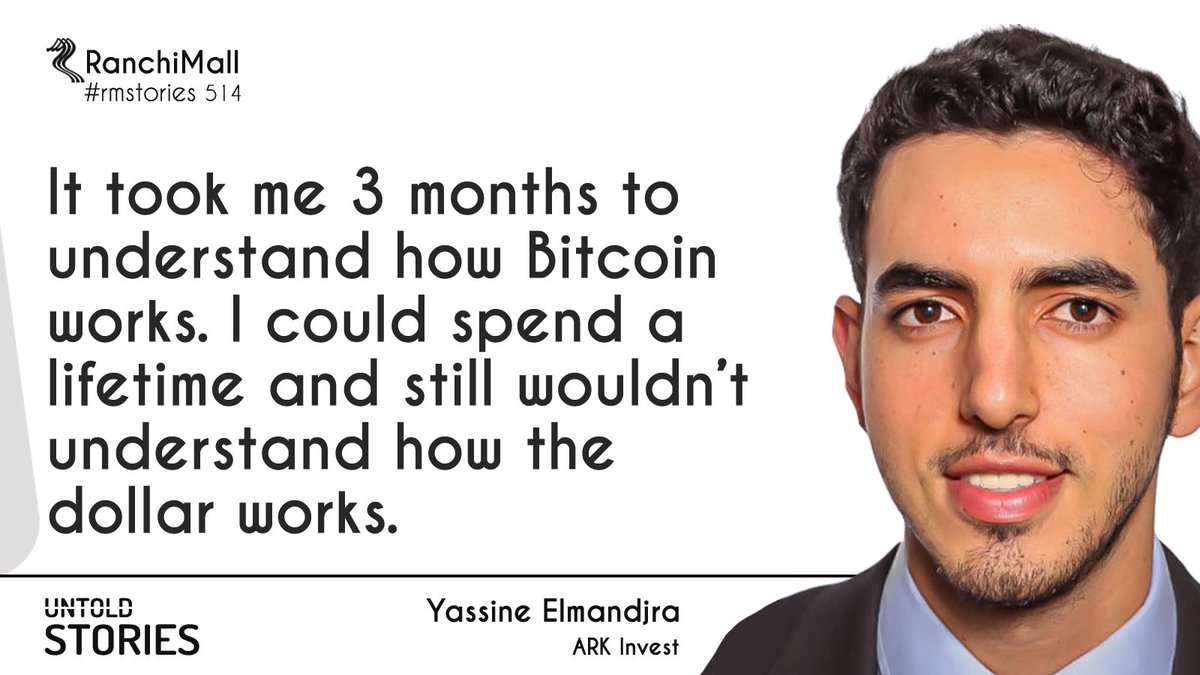 RanchiMall
#rmstories 514
It took me 3 months to
understand how Bitcoin
works. I could spend a
lifetime and still wouldn't
understand how the
dollar works.
UNTOLD
STORIES
Yassine Elmandjra
ARK Invest